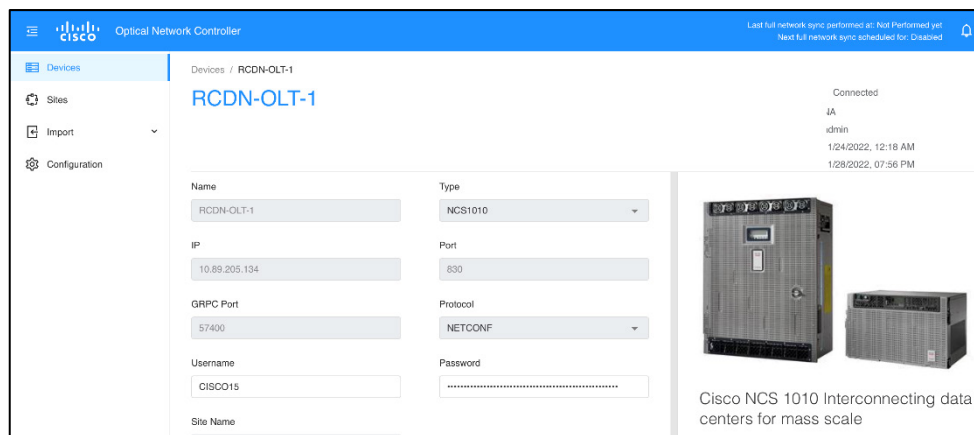 CISCO Optical Network Controller
Last full network sync performed at: Not Performed yet
Next full network sync scheduled for: Disabled
Devices
Sites
Import
Configuration
Devices / RCDN-OLT-1
RCDN-OLT-1
Connected
1/24/2022, 12:18 AM
1/28/2022, 07:56 PM
Name
RCDN-OLT-1
Type
NCS1010
IP
10.89.205.134
Port
830
GRPC Port
57400
Protocol
NETCONF
Username
CISCO15
Password
Site Name
Cisco NCS 1010 Interconnecting data
centers for mass scale